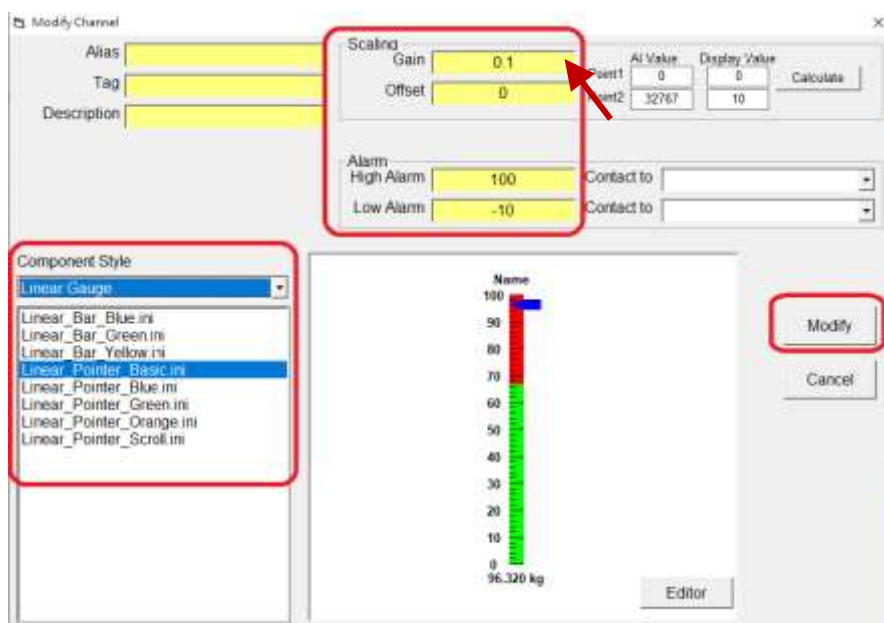 Modify Channel
Alias
Tag
Description
Scaling
Gain 0.1
Offset 0
AI Value Display Value
Point1 0 0
Point2 32767 10
Calculate
Alarm
High Alarm 100 Contact to
Low Alarm -10 Contact to
Component Style
Linear Gauge
Linear_Bar_Blue.ini
Linear_Bar_Green.ini
Linear_Bar_Yellow.ini
Linear_Pointer_Basic.ini
Linear_Pointer_Blue.ini
Linear_Pointer_Green.ini
Linear_Pointer_Orange.ini
Linear_Pointer_Scroll.ini
Name
100
90
80
70
60
50
40
30
20
10
0
96.320 kg
Editor
Modify
Cancel